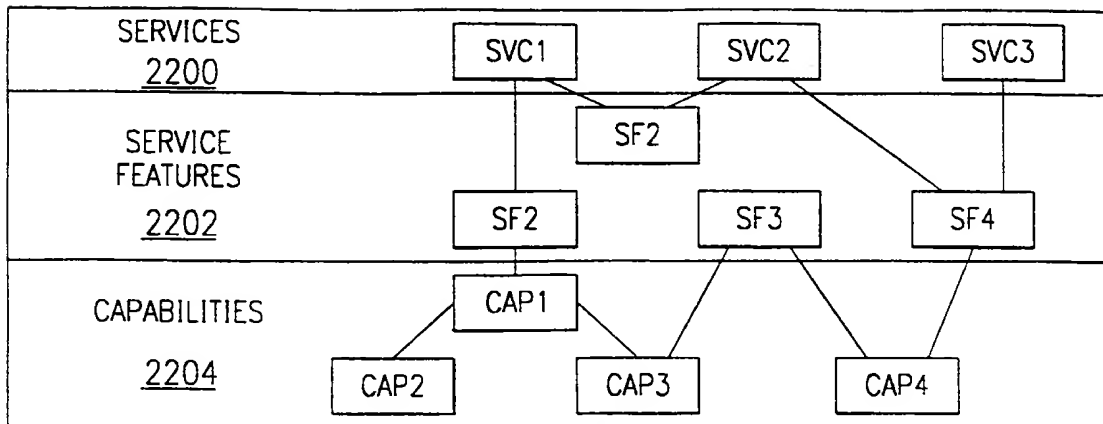 SERVICES
2200
SVC1
SVC2
SVC3
SERVICE
FEATURES
2202
SF2
SF2
SF3
SF4
CAPABILITIES
2204
CAP1
CAP2
CAP3
CAP4